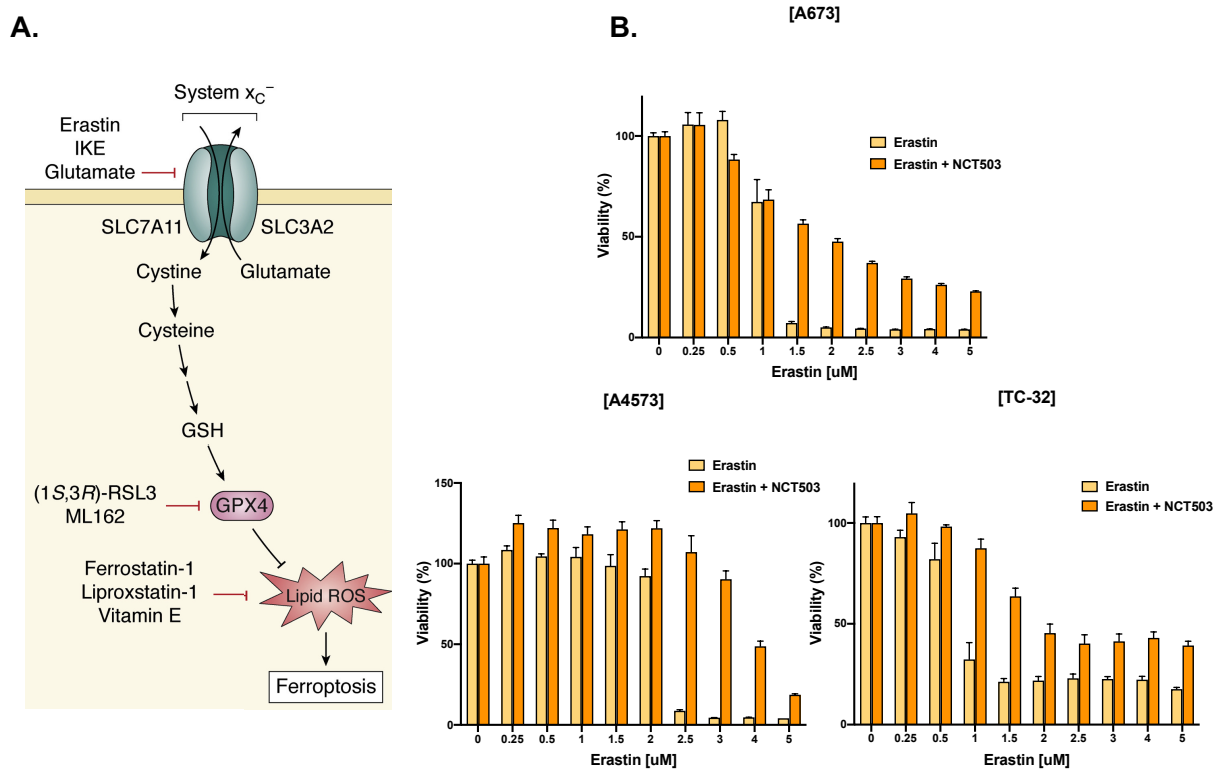 A.
System xC−
Erastin
IKE
Glutamate
SLC7A11
SLC3A2
Cystine
Glutamate
Cysteine
GSH
(1S,3R)-RSL3
ML162
GPX4
Ferrostatin-1
Liproxstatin-1
Vitamin E
Lipid ROS
Ferroptosis
B.
[A673]
Erastin
Erastin + NCT503
Viability (%)
100
50
0
0 0.25 0.5 1 1.5 2 2.5 3 4 5
Erastin [uM]
[A4573]
Erastin
Erastin + NCT503
Viability (%)
150
100
50
0
0 0.25 0.5 1 1.5 2 2.5 3 4 5
Erastin [uM]
[TC-32]
Erastin
Erastin + NCT503
Viability (%)
100
50
0
0 0.25 0.5 1 1.5 2 2.5 3 4 5
Erastin [uM]